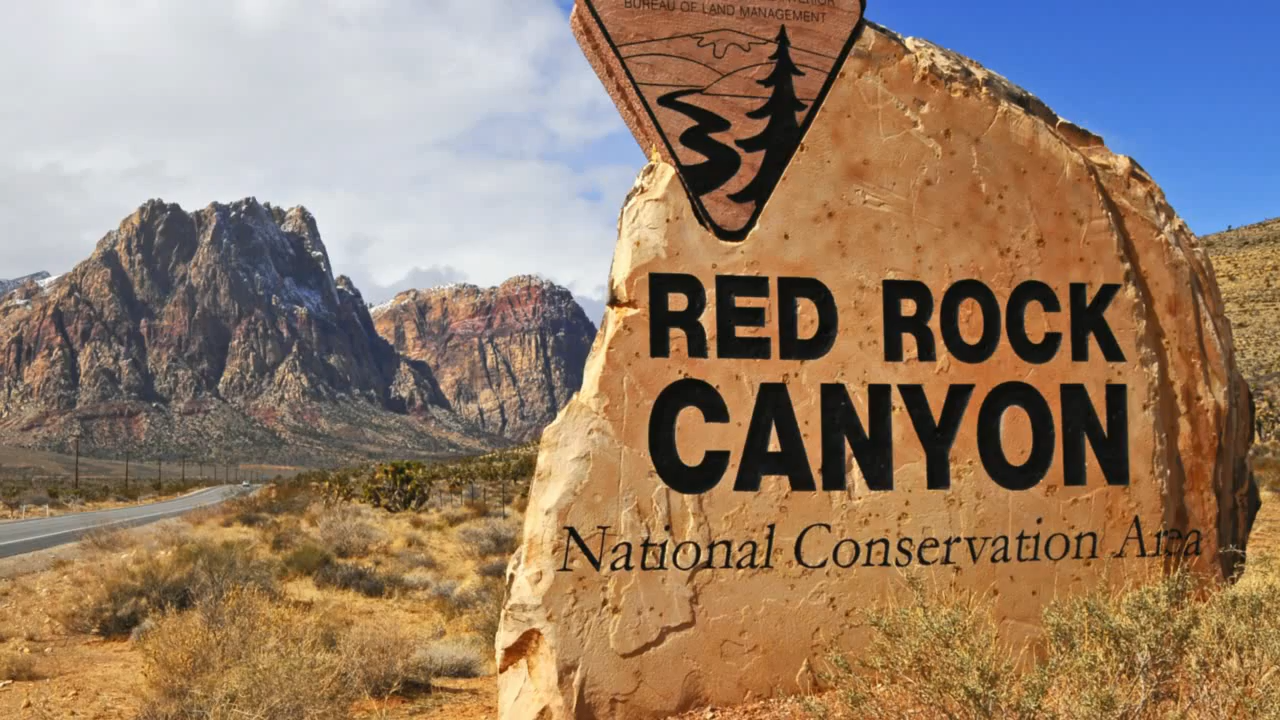 BUREAU OF LAND MANAGEMENT
RED ROCK
CANYON
National Conservation Area